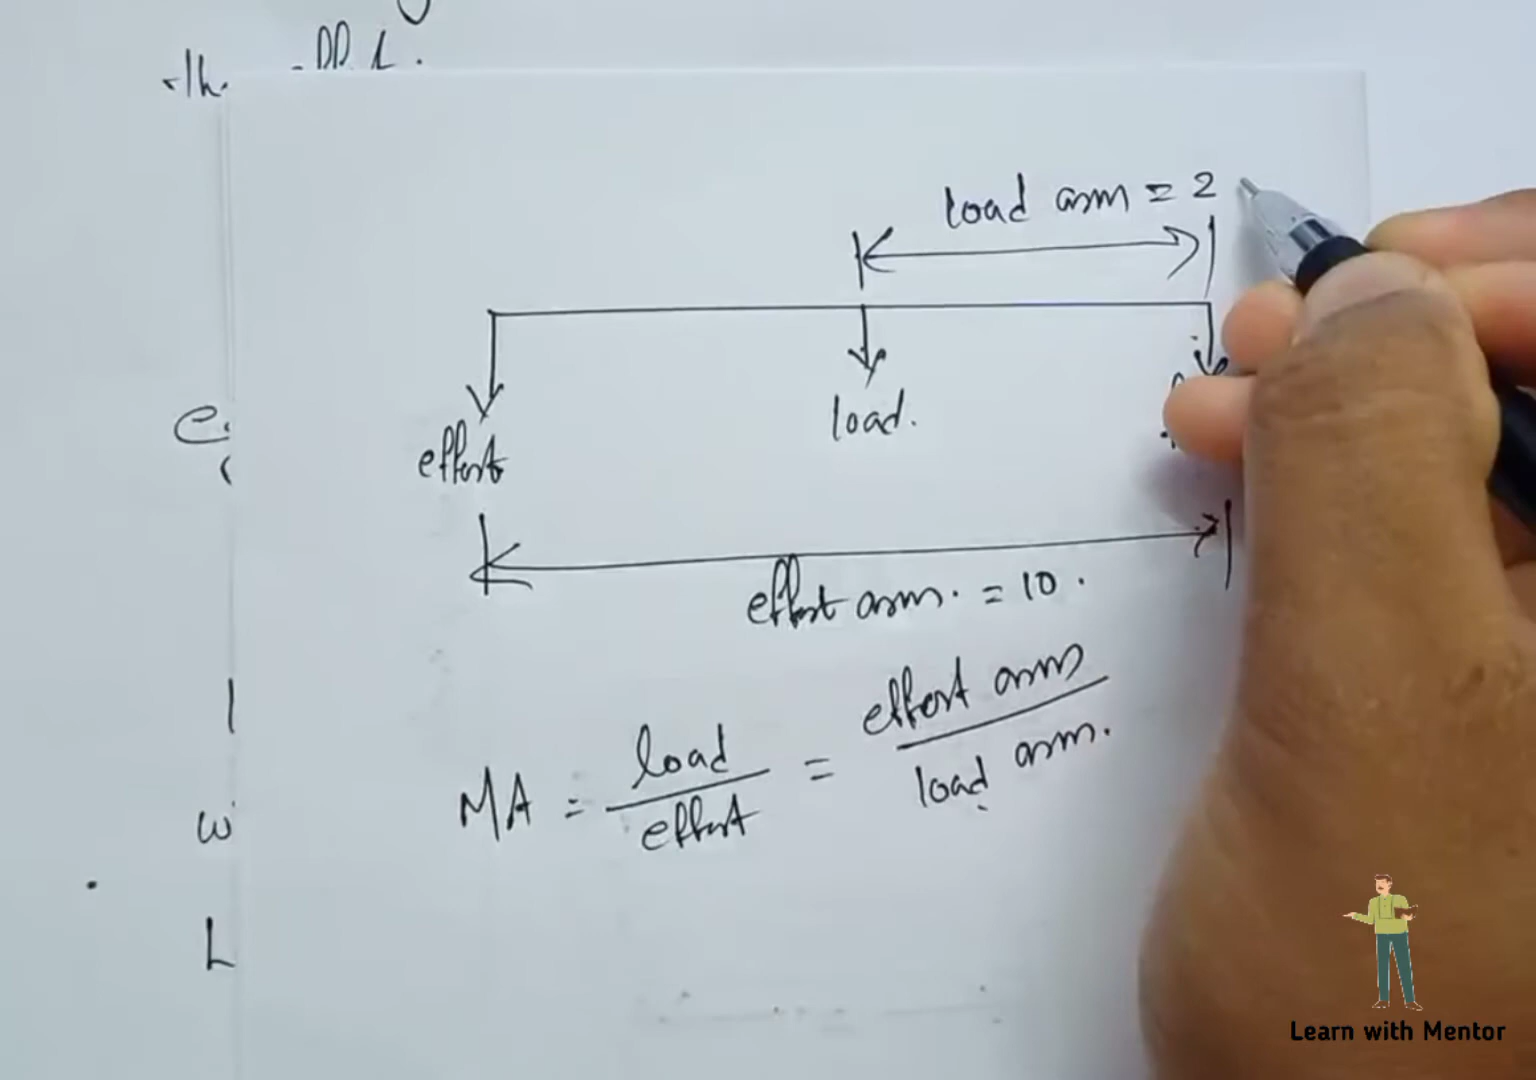 load arm = 2
load.
effort
effort arm. = 10.
MA = load / effort = effort arm / load arm.
w
L
Learn with Mentor